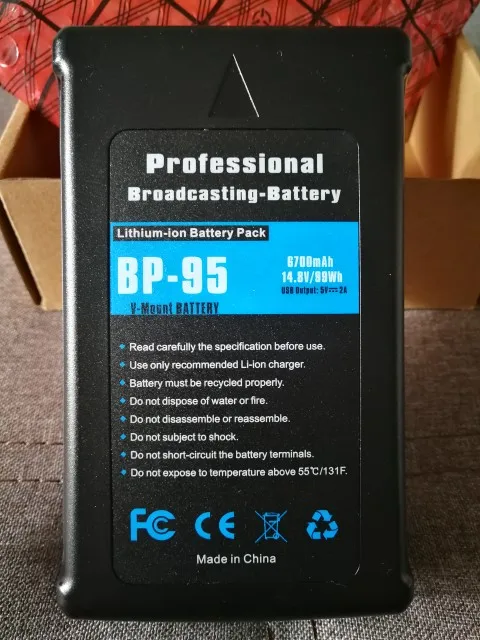 Professional
Broadcasting-Battery
Lithium-ion Battery Pack
BP-95
6700mAh
14.8V/99Wh
USB Output: 5V⎓2A
V-Mount BATTERY
Read carefully the specification before use.
Use only recommended Li-ion charger.
Battery must be recycled properly.
Do not dispose of water or fire.
Do not disassemble or reassemble.
Do not subject to shock.
Do not short-circuit the battery terminals.
Do not expose to temperature above 55℃/131F.
FC CE
Made in China